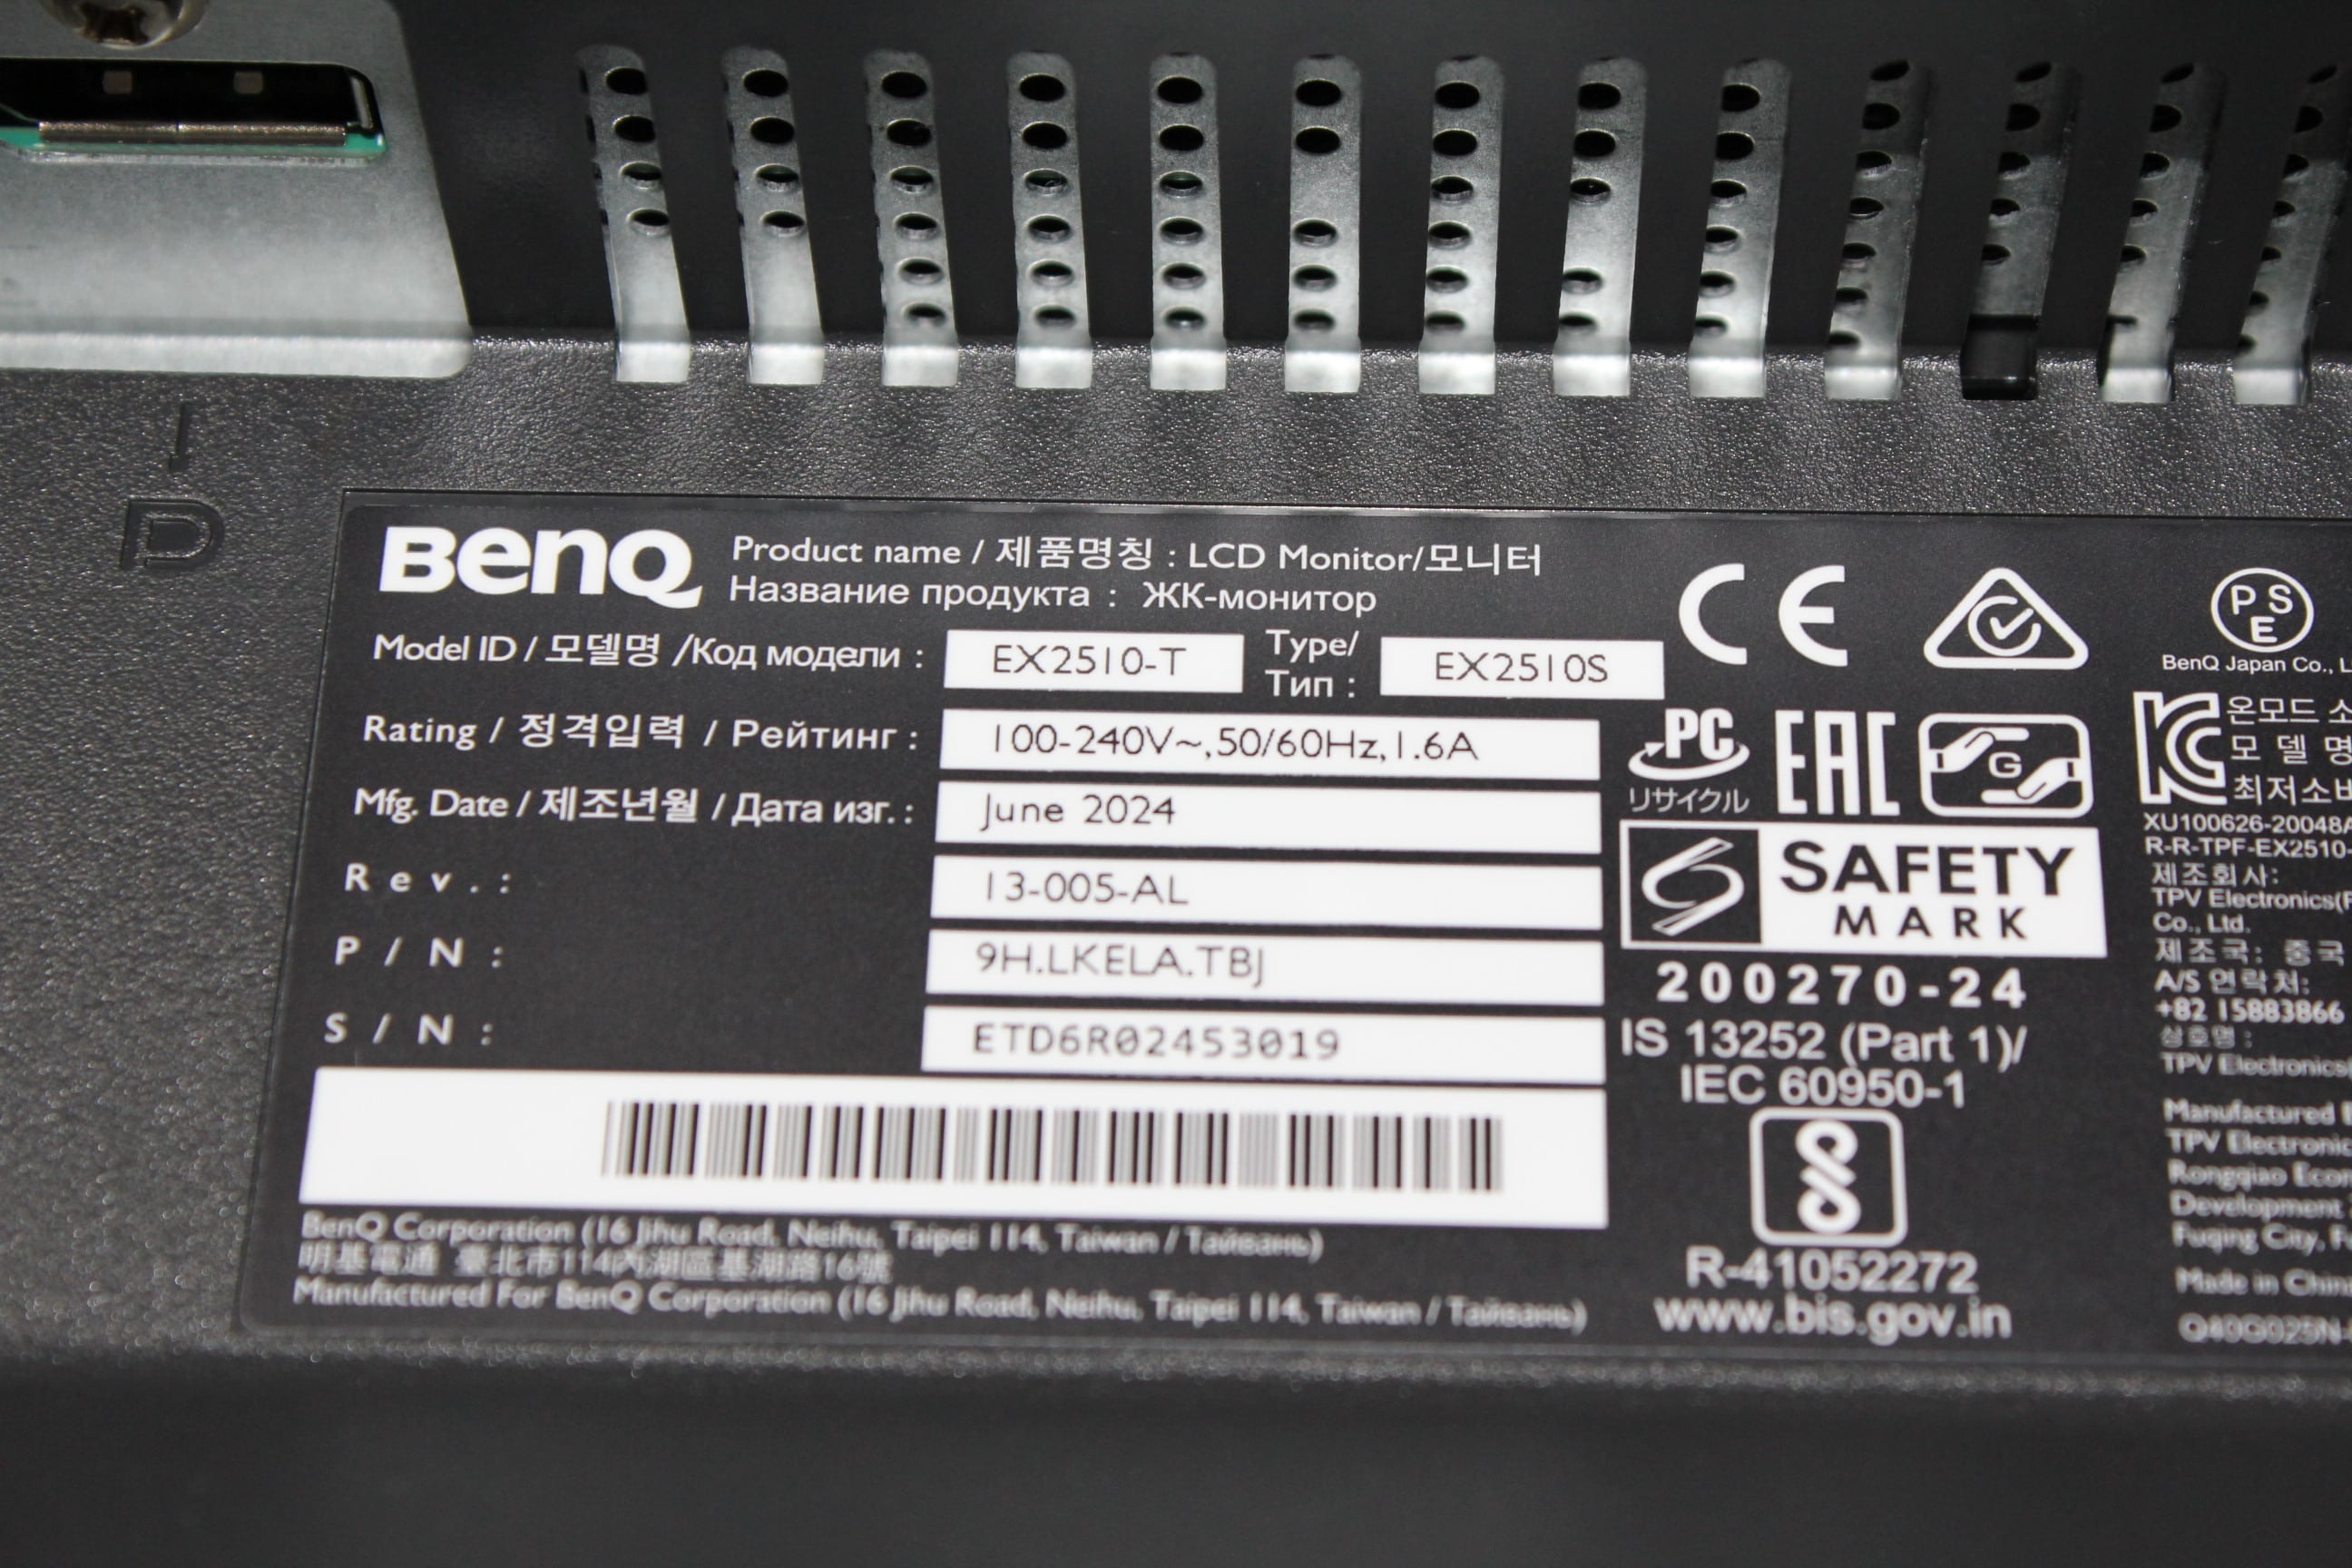 BenQ
Product name / 제품명칭 : LCD Monitor/모니터
Название продукта : ЖК-монитор
Model ID / 모델명 /Код модели : EX2510-T Type/ Тип : EX2510S
Rating / 정격입력 / Рейтинг : 100-240V~,50/60Hz,1.6A
Mfg. Date / 제조년월 / Дата изг. : June 2024
Rev. : 13-005-AL
P/N : 9H.LKELA.TBJ
S/N : ETD6R02453019
BenQ Corporation (16 Jihu Road, Neihu, Taipei 114, Taiwan / Тайвань)
明基電通 臺北市114內湖區基湖路16號
Manufactured For BenQ Corporation (16 Jihu Road, Neihu, Taipei 114, Taiwan / Тайвань)
CE
PC
リサイクル
EAC
G
SAFETY
MARK
200270-24
IS 13252 (Part 1)/
IEC 60950-1
R-41052272
www.bis.gov.in
PSE
BenQ Japan Co.,
온모드
모 델 명
최저소비
XU100626-20048A
R-R-TPF-EX2510-
제조회사:
TPV Electronics(F
Co., Ltd.
제조국: 중국
A/S 연락처:
+82 15883866
상호명 :
TPV Electronics(
Manufactured
TPV Electronic
Rongqiao Econ
Development
Fuqing City,
Made in China
Q40G025N-